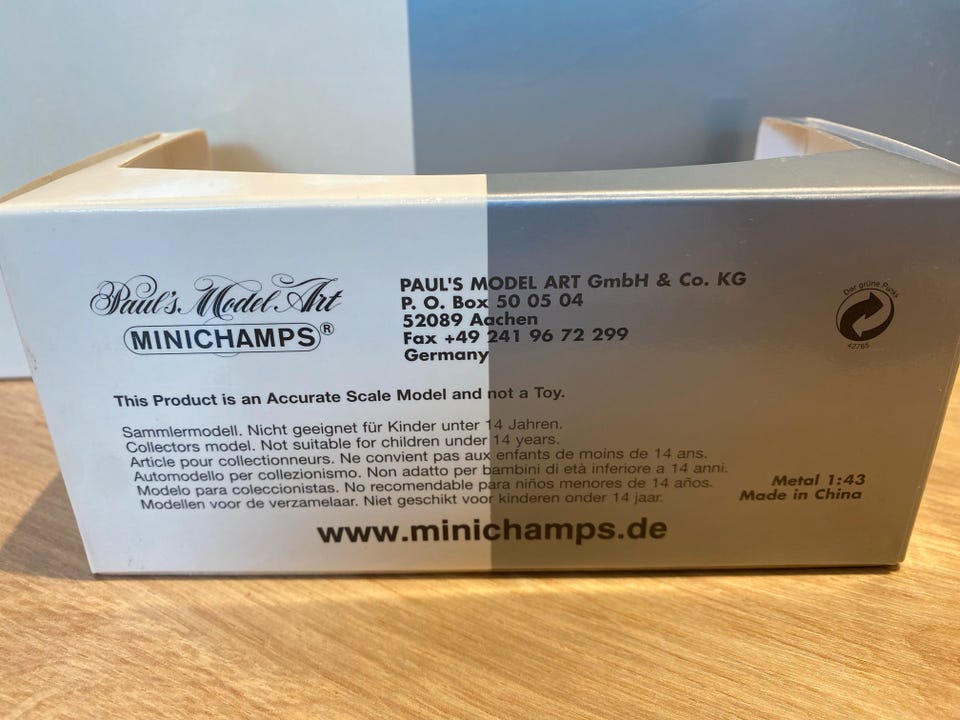 Paul's Model Art
MINICHAMPS®
PAUL'S MODEL ART GmbH & Co. KG
P. O. Box 50 05 04
52089 Aachen
Fax +49 241 96 72 299
Germany
Der grüne Punkt
42765
This Product is an Accurate Scale Model and not a Toy.
Sammlermodell. Nicht geeignet für Kinder unter 14 Jahren.
Collectors model. Not suitable for children under 14 years.
Article pour collectionneurs. Ne convient pas aux enfants de moins de 14 ans.
Automodello per collezionismo. Non adatto per bambini di età inferiore a 14 anni.
Modelo para coleccionistas. No recomendable para niños menores de 14 años.
Modellen voor de verzamelaar. Niet geschikt voor kinderen onder 14 jaar.
Metal 1:43
Made in China
www.minichamps.de